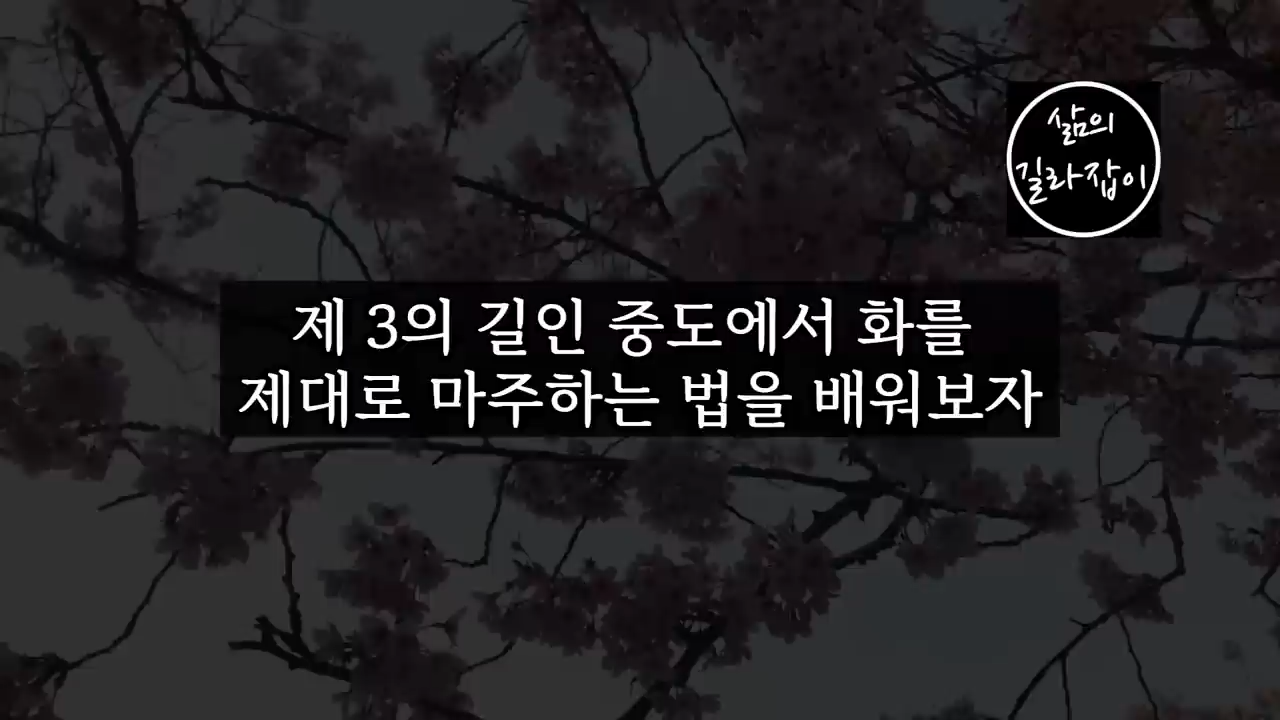 삶의
길라잡이
제 3의 길인 중도에서 화를
제대로 마주하는 법을 배워보자